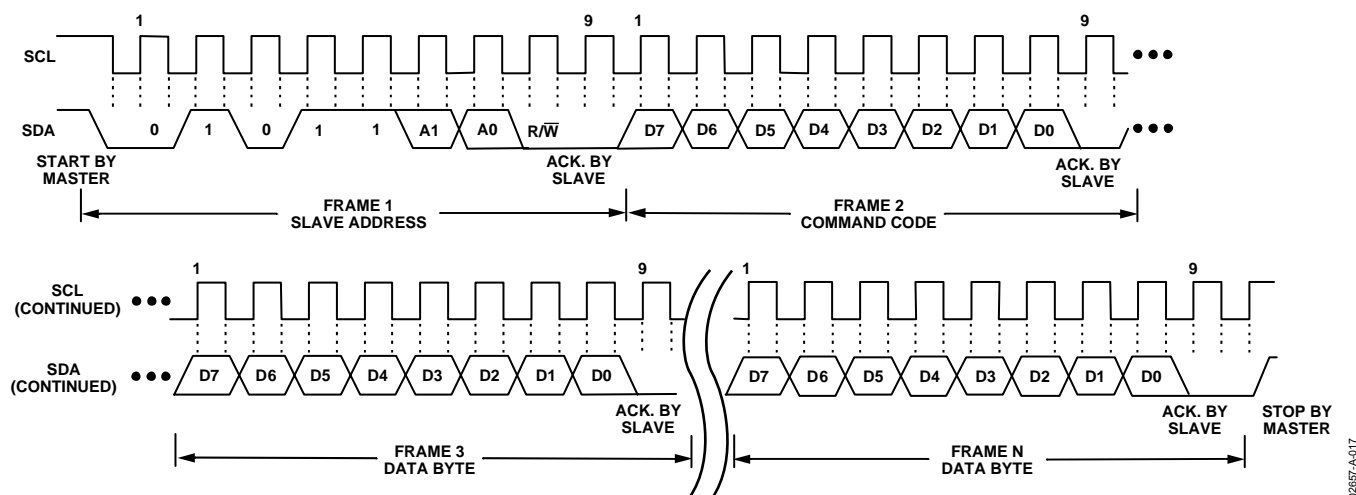 1 9 1 9
SCL
SDA 0 1 0 1 1 A1 A0 R/W̅ D7 D6 D5 D4 D3 D2 D1 D0
START BY
MASTER
ACK. BY
SLAVE
ACK. BY
SLAVE
FRAME 1
SLAVE ADDRESS
FRAME 2
COMMAND CODE
1 9 1 9
SCL
(CONTINUED)
SDA
(CONTINUED)
D7 D6 D5 D4 D3 D2 D1 D0 D7 D6 D5 D4 D3 D2 D1 D0
ACK. BY
SLAVE
ACK. BY
SLAVE
STOP BY
MASTER
FRAME 3
DATA BYTE
FRAME N
DATA BYTE
02657-A-017